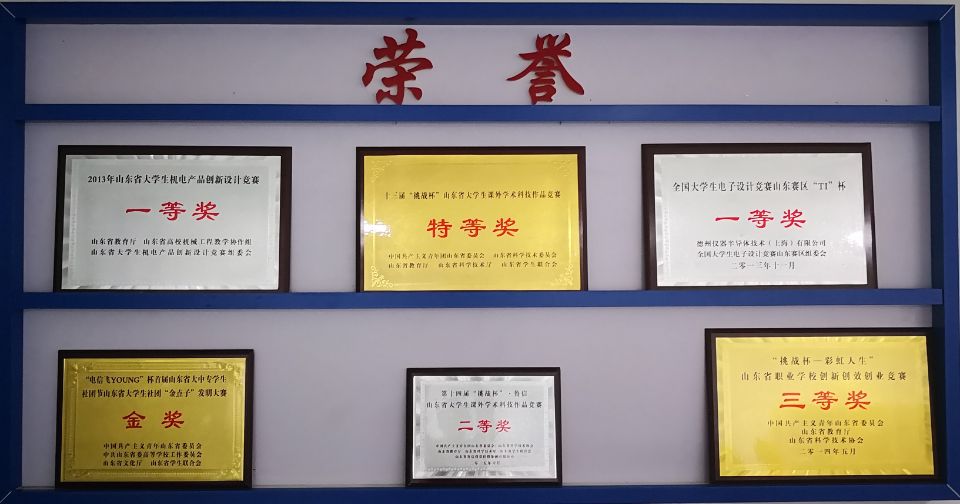 荣誉
2013年山东省大学生机电产品创新设计竞赛
一等奖
山东省教育厅 山东省高校机械工程教学协作组
山东省大学生机电产品创新设计竞赛组委会
十三届“挑战杯”山东省大学生课外学术科技作品竞赛
特等奖
中国共产主义青年团山东省委员会 山东省科学技术委员会
山东省教育厅 山东省科学技术厅 山东省学生联合会
全国大学生电子设计竞赛山东赛区“TI”杯
一等奖
德州仪器半导体技术（上海）有限公司
全国大学生电子设计竞赛山东赛区组委会
二〇一三年十一月
“电信飞YOUNG”杯首届山东省大中专学生
社团节山东省大学生社团“金点子”发明大赛
金奖
中国共产主义青年团山东省委员会
中共山东省委高等学校工作委员会
山东省文化厅 山东省学生联合会
第十四届“挑战杯”·
山东省大学生课外学术科技作品竞赛
二等奖
“挑战杯—彩虹人生”
山东省职业学校创新创效创业竞赛
三等奖
中国共产主义青年团山东省委员会
山东省教育厅
山东省科学技术协会
二〇一四年五月